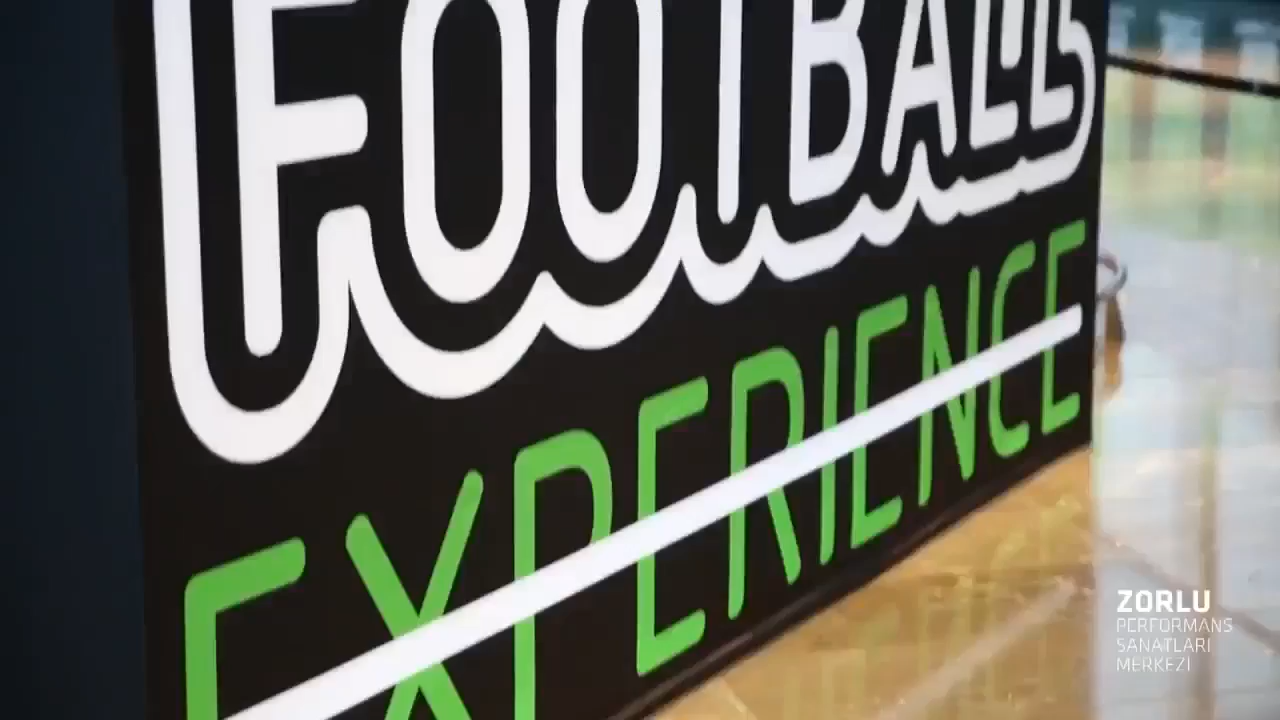 FOOTBALL
EXPERIENCE
ZORLU
PERFORMANS
SANATLARI
MERKEZI